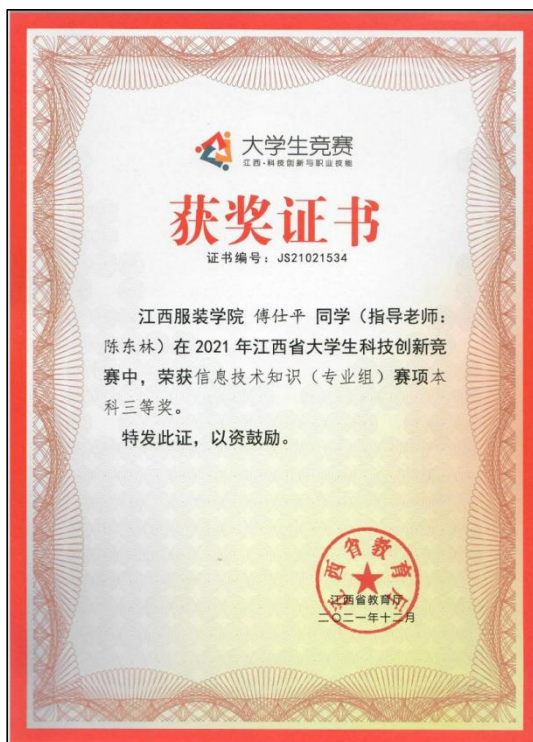 大学生竞赛
江西·科技创新与职业技能
获奖证书
证书编号：JS21021534
江西服装学院 傅仕平 同学（指导老师：
陈东林）在 2021 年江西省大学生科技创新竞
赛中，荣获信息技术知识（专业组）赛项本
科三等奖。
特发此证，以资鼓励。
江西省教育厅
江西省教育厅
二〇二一年十二月